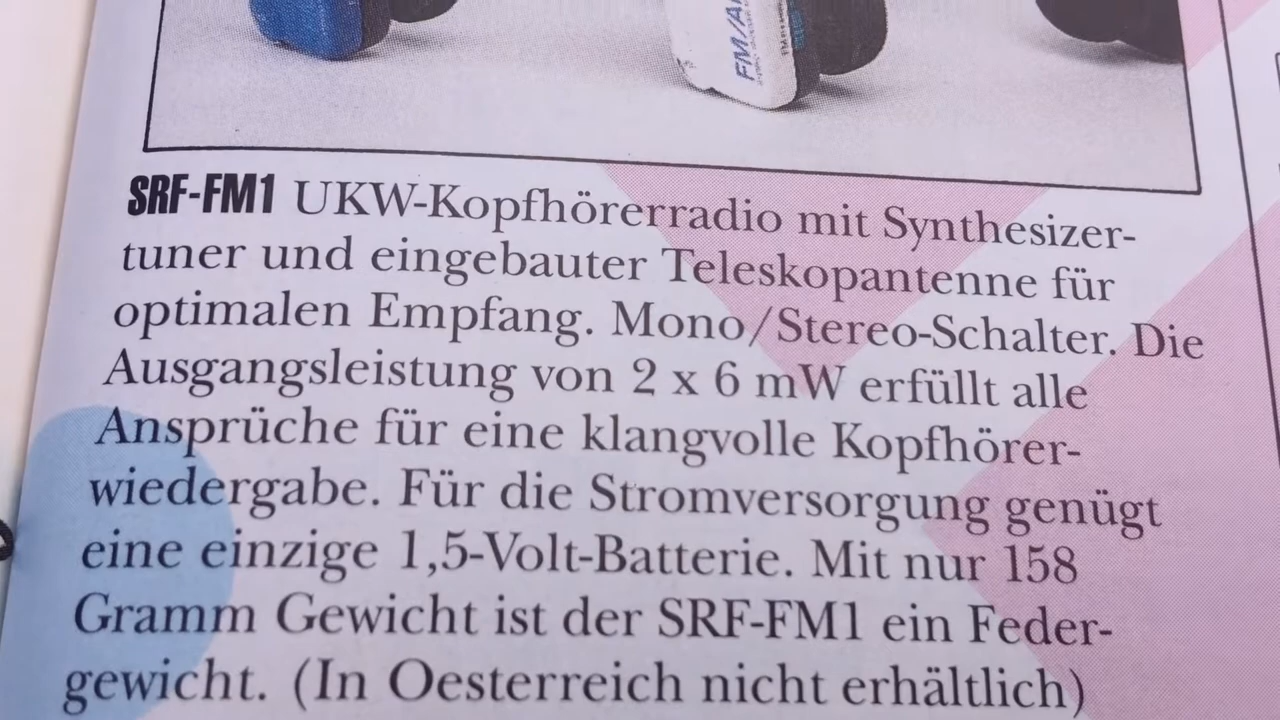 FM/A
SRF-FM1 UKW-Kopfhörerradio mit Synthesizer-
tuner und eingebauter Teleskopantenne für
optimalen Empfang. Mono/Stereo-Schalter. Die
Ausgangsleistung von 2 x 6 mW erfüllt alle
Ansprüche für eine klangvolle Kopfhörer-
wiedergabe. Für die Stromversorgung genügt
eine einzige 1,5-Volt-Batterie. Mit nur 158
Gramm Gewicht ist der SRF-FM1 ein Feder-
gewicht. (In Oesterreich nicht erhältlich)